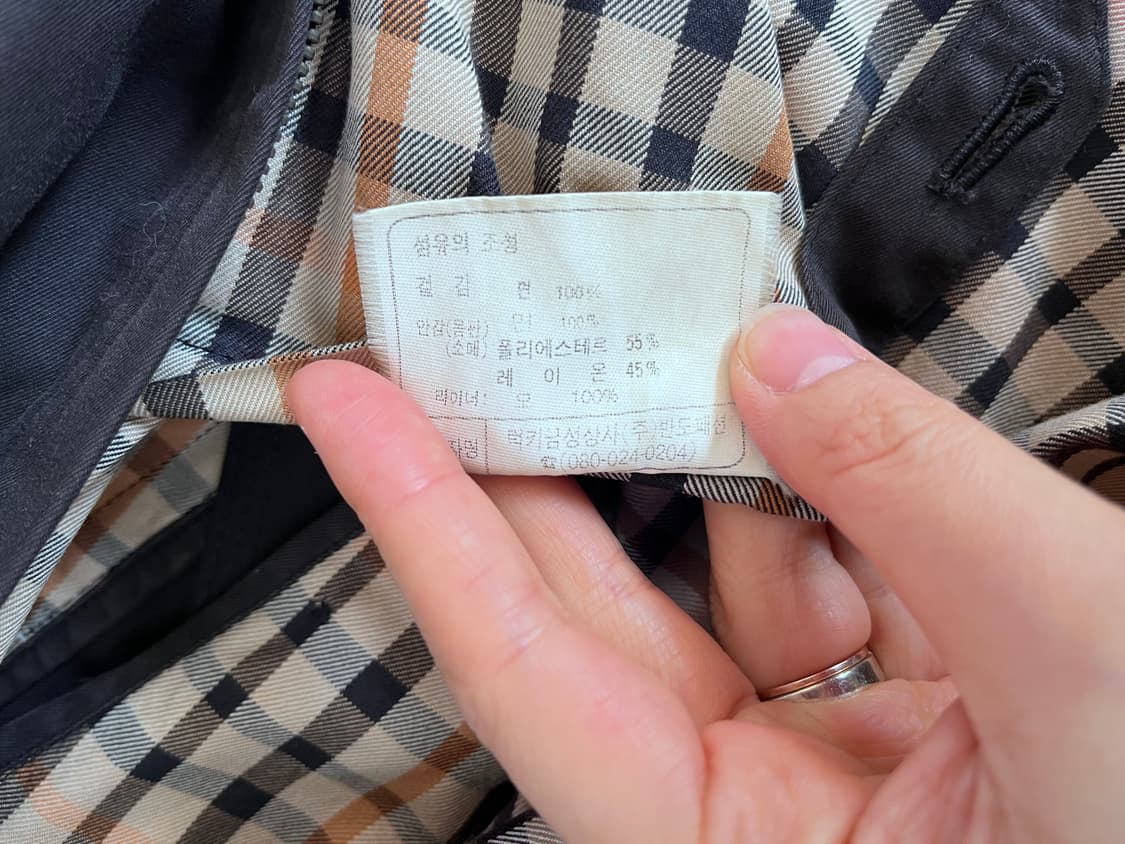 섬유의 조성
겉 감 면 100%
안감(몸판) 면 100%
(소매) 폴리에스테르 55%
레 이 온 45%
라이너: 모 100%
자명 럭키금성상사(주)반도패션
☎(080-024-0204)